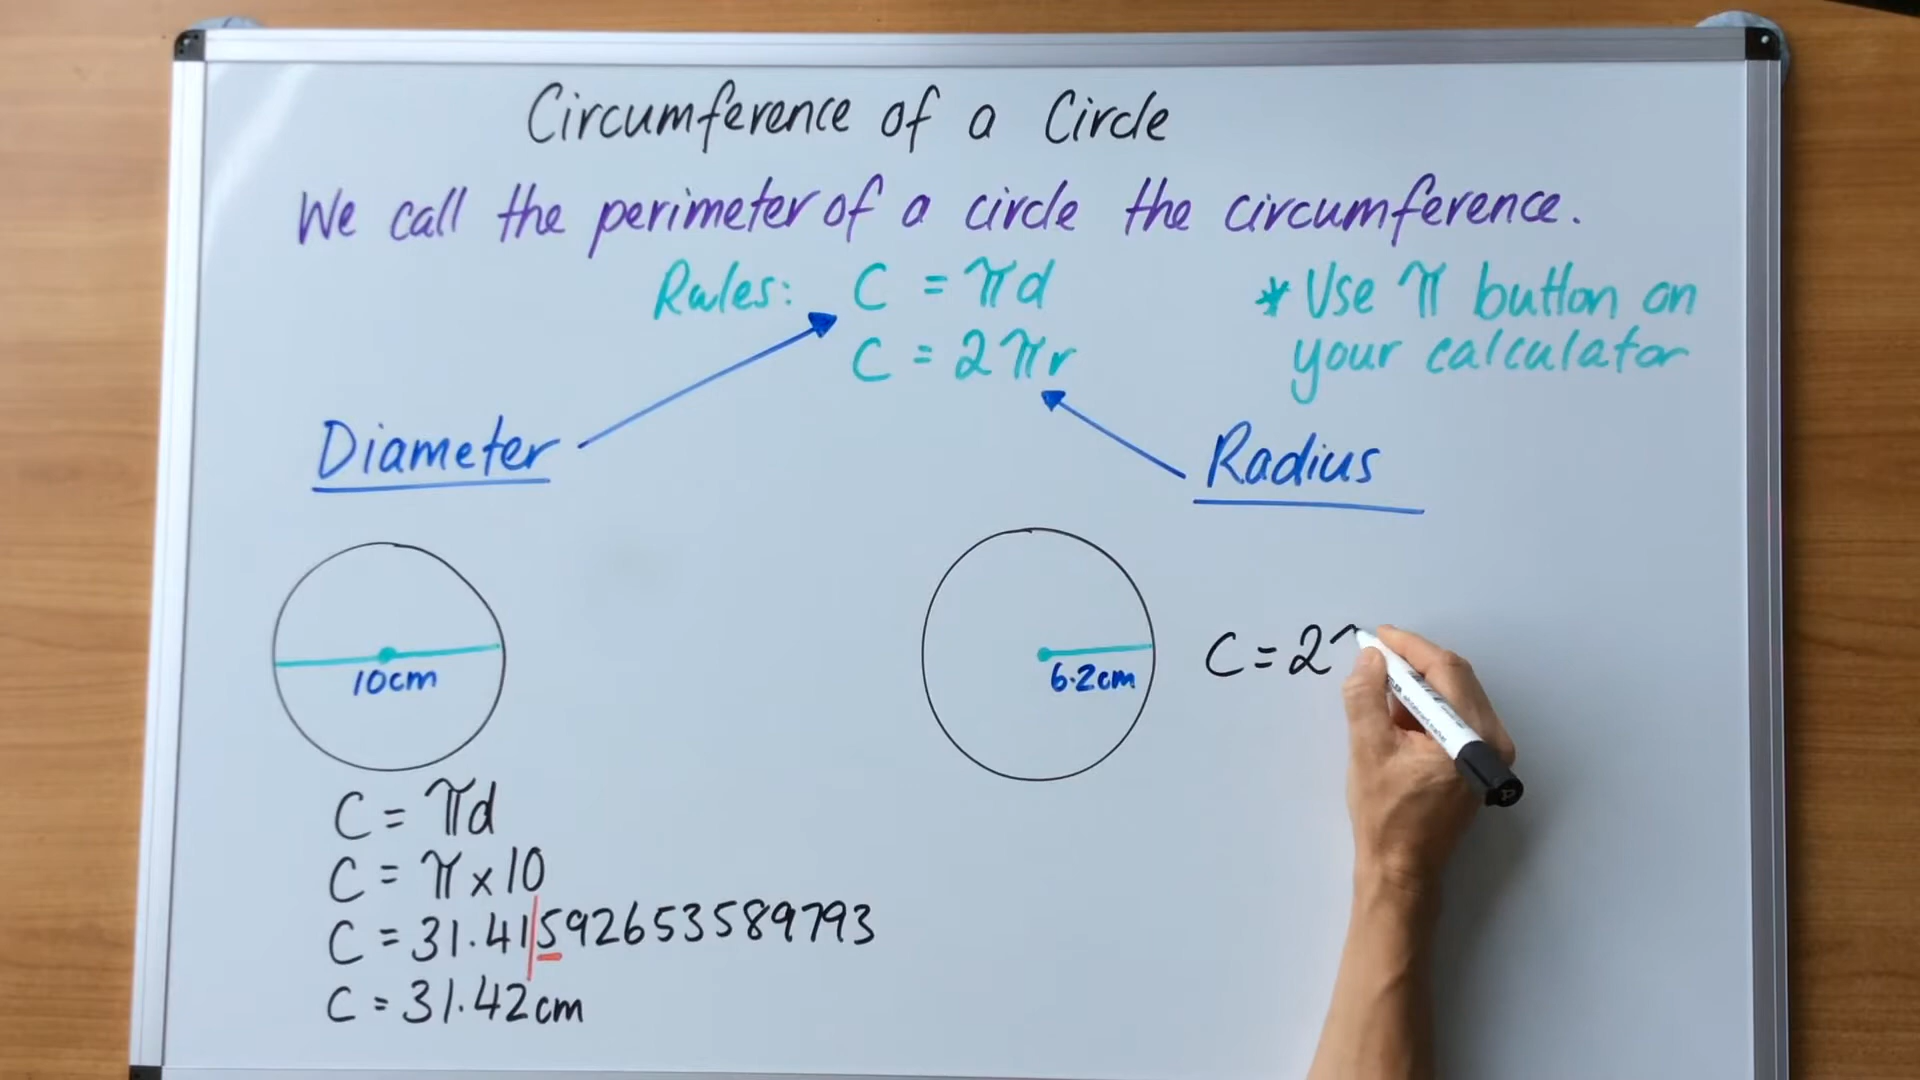 Circumference of a Circle
We call the perimeter of a circle the circumference.
Rules: C = πd
C = 2πr
* Use π button on
your calculator
Diameter
Radius
10cm
C = πd
C = π x 10
C = 31.41592653589793
C = 31.42cm
6.2cm
C = 2